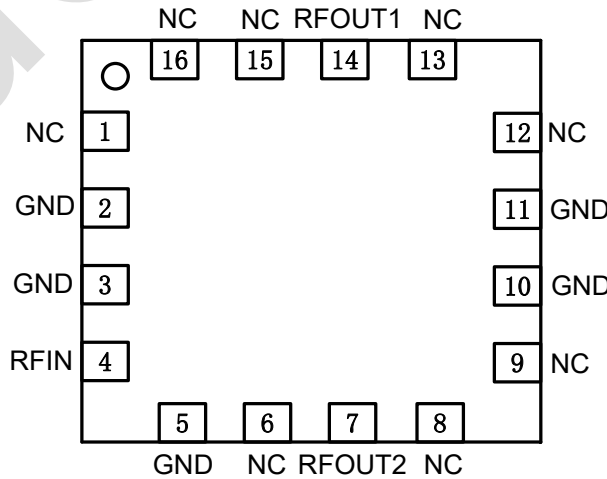 NC NC RFOUT1 NC
16 15 14 13
NC 1 12 NC
GND 2 11 GND
GND 3 10 GND
RFIN 4 9 NC
5 6 7 8
GND NC RFOUT2 NC